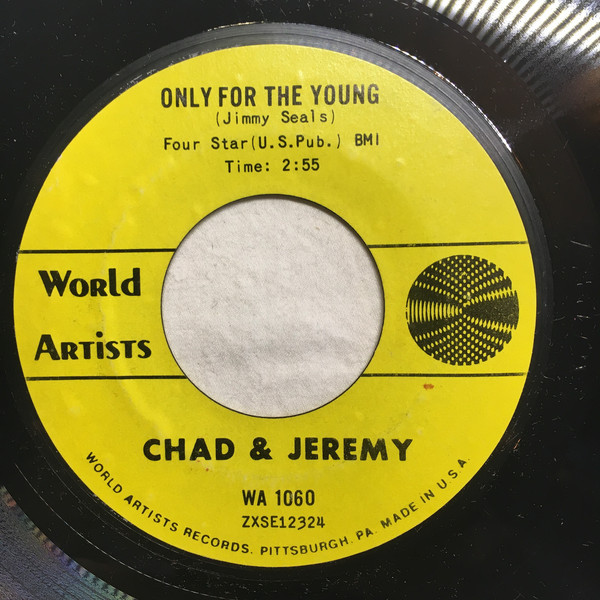 ONLY FOR THE YOUNG
(Jimmy Seals)
Four Star(U.S.Pub.) BMI
Time: 2:55
World
Artists
CHAD & JEREMY
WA 1060
ZXSE12324
WORLD ARTISTS RECORDS. PITTSBURGH. PA. MADE IN U.S.A.